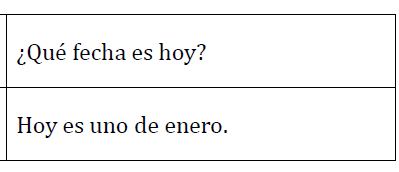 ¿Qué fecha es hoy?
Hoy es uno de enero.